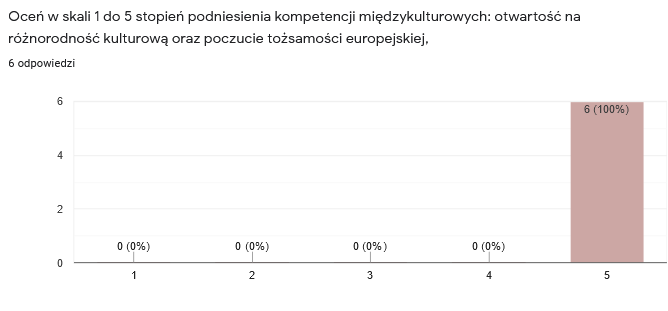 Oceń w skali 1 do 5 stopień podniesienia kompetencji międzykulturowych: otwartość na
różnorodność kulturową oraz poczucie tożsamości europejskiej,
6 odpowiedzi
6
6 (100%)
4
2
0 (0%) 0 (0%) 0 (0%) 0 (0%)
0
1 2 3 4 5